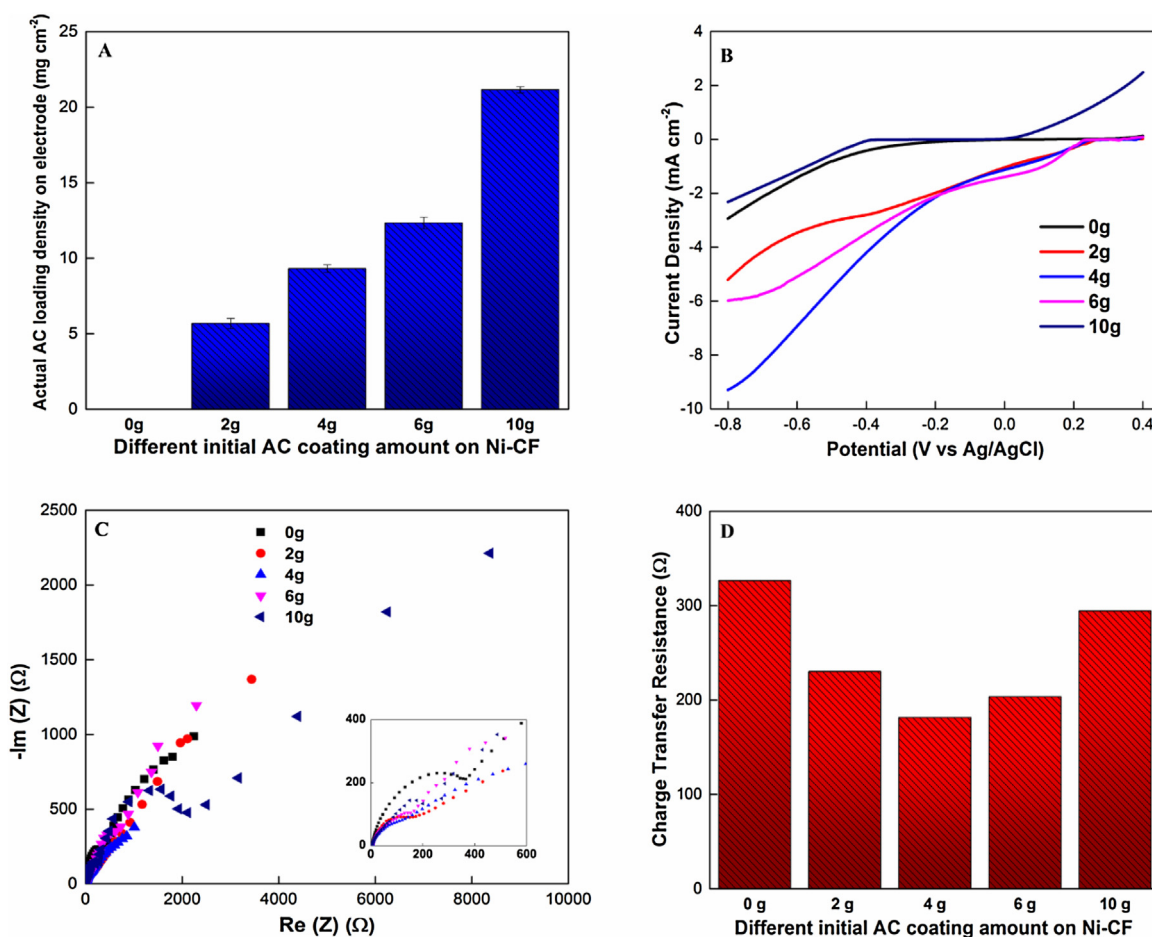 A
Actual AC loading density on electrode (mg cm⁻²)
25
20
15
10
5
0
0g 2g 4g 6g 10g
Different initial AC coating amount on Ni-CF
B
Current Density (mA cm⁻²)
4
2
0
-2
-4
-6
-8
-10
0g
2g
4g
6g
10g
-0.8 -0.6 -0.4 -0.2 0.0 0.2 0.4
Potential (V vs Ag/AgCl)
C
-Im (Z) (Ω)
2500
2000
1500
1000
500
0
0g
2g
4g
6g
10g
400
200
0
0 200 400 600
0 2000 4000 6000 8000 10000
Re (Z) (Ω)
D
Charge Transfer Resistance (Ω)
400
300
200
100
0
0 g 2 g 4 g 6 g 10 g
Different initial AC coating amount on Ni-CF